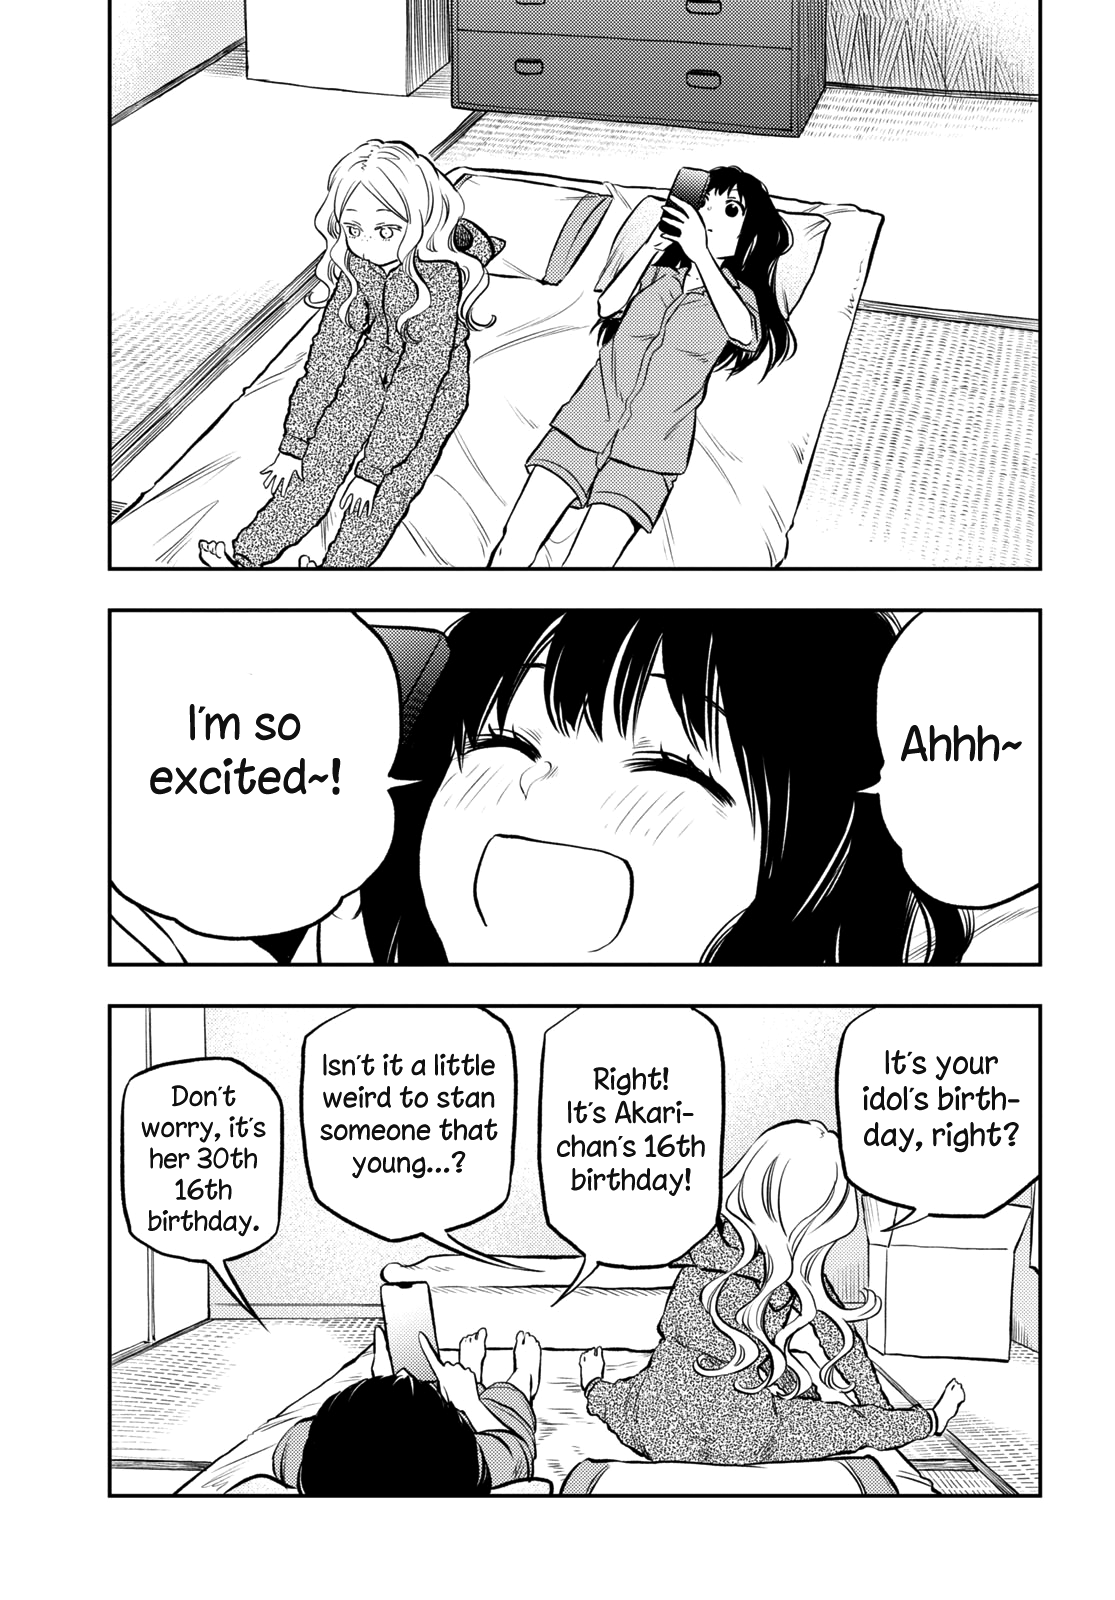 Ahhh~
I'm so
excited~!
It's your
idol's birth-
day, right?
Right!
It's Akari-
chan's 16th
birthday!
Isn't it a little
weird to stan
someone that
young...?
Don't
worry, it's
her 30th
16th
birthday.